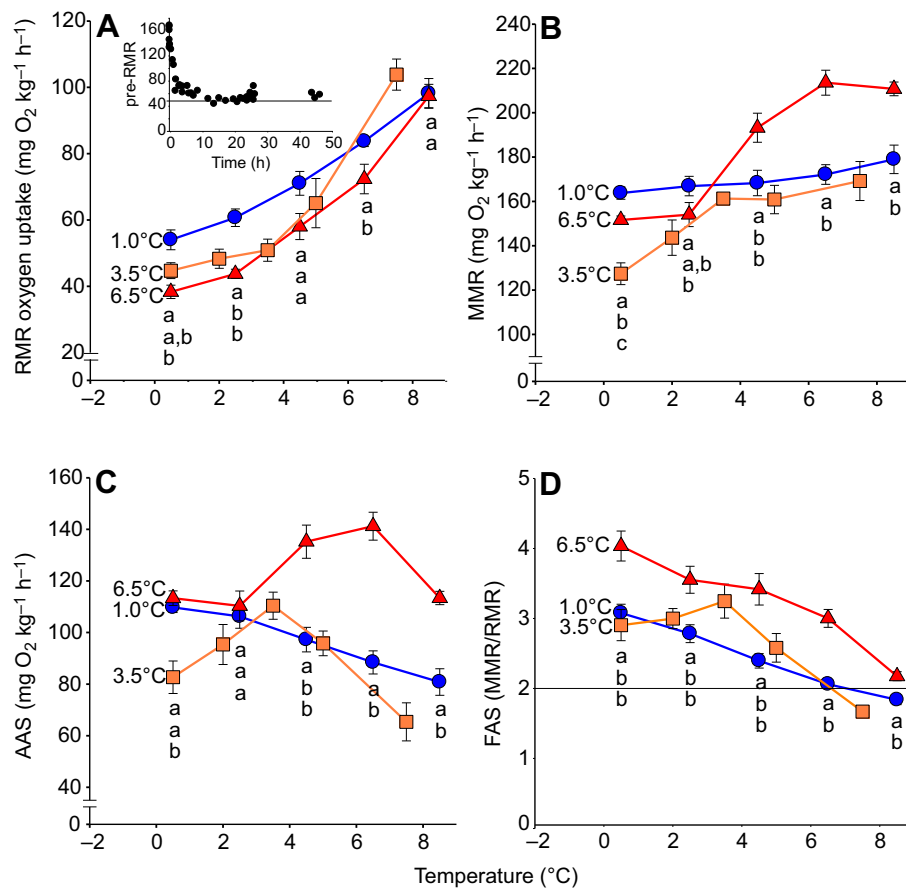 A
B
120
100
80
60
40
20
0
RMR oxygen uptake (mg O2 kg–1 h–1)
160
120
80
40
0
pre-RMR
0 10 20 30 40 50
Time (h)
1.0°C
3.5°C
6.5°C
a
a,b
b
a
b
b
a
a
a
a
b
a
a
–2 0 2 4 6 8
240
220
200
180
160
140
120
100
0
MMR (mg O2 kg–1 h–1)
1.0°C
6.5°C
3.5°C
a
b
c
a
a,b
b
a
b
b
a
b
a
b
–2 0 2 4 6 8
C
D
160
140
120
100
80
60
40
0
AAS (mg O2 kg–1 h–1)
6.5°C
1.0°C
3.5°C
a
a
b
a
a
a
a
b
b
a
b
a
b
–2 0 2 4 6 8
5
4
3
2
1
0
FAS (MMR/RMR)
6.5°C
1.0°C
3.5°C
a
b
b
a
b
b
a
b
b
a
b
a
b
–2 0 2 4 6 8
Temperature (°C)